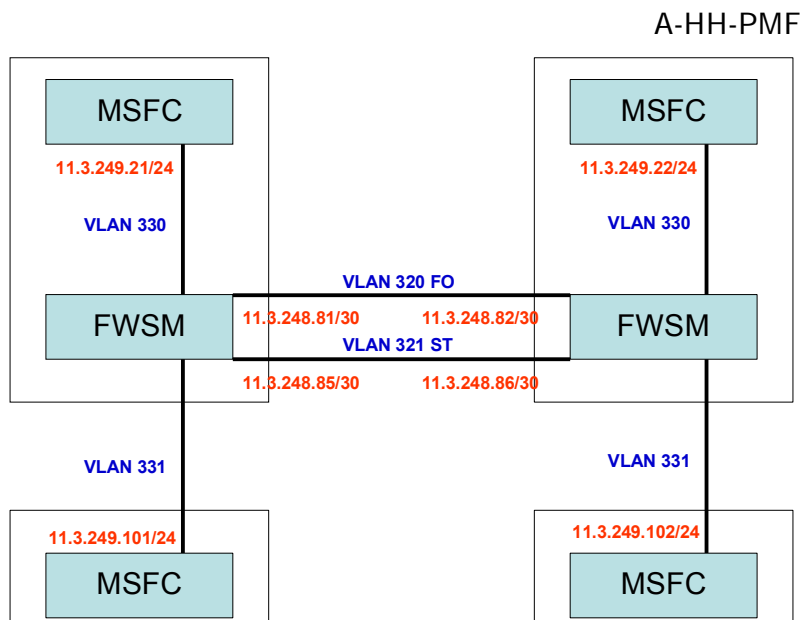 A-HH-PMF
MSFC
MSFC
11.3.249.21/24
11.3.249.22/24
VLAN 330
VLAN 330
VLAN 320 FO
FWSM
11.3.248.81/30
11.3.248.82/30
FWSM
VLAN 321 ST
11.3.248.85/30
11.3.248.86/30
VLAN 331
VLAN 331
11.3.249.101/24
11.3.249.102/24
MSFC
MSFC